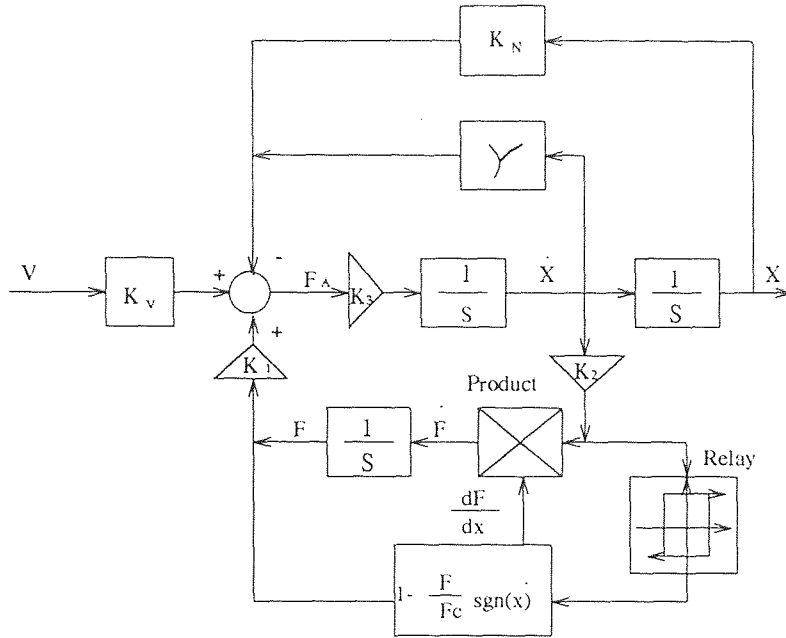 K N
γ
V
K v
+
-
F A
K 3
1
S
Ẋ
1
S
X
+
K 1
K 2
Product
F
1
S
Ḟ
Relay
dF
dx
1- F/Fc sgn(ẋ)